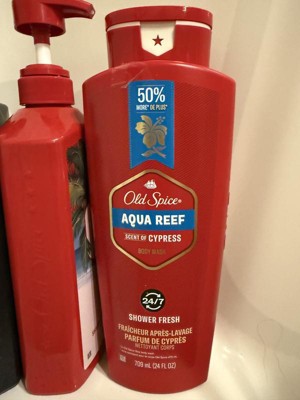 50%
MORE* DE PLUS*
Old Spice
AQUA REEF
SCENT OF CYPRESS
BODY WASH
24/7
SHOWER FRESH
FRAÎCHEUR APRÈS-LAVAGE
PARFUM DE CYPRÈS
NETTOYANT CORPS
709 mL (24 FL OZ)